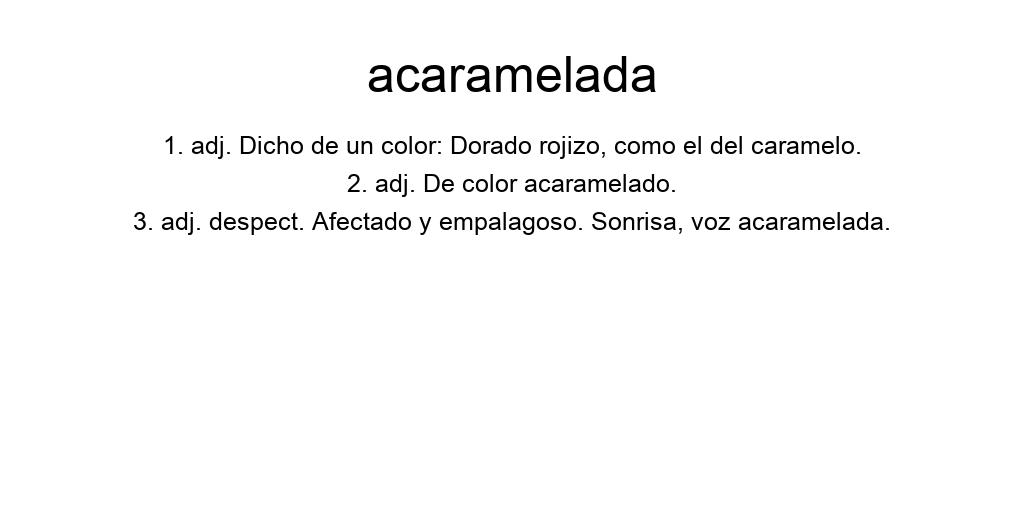 acaramelada
1. adj. Dicho de un color: Dorado rojizo, como el del caramelo.
2. adj. De color acaramelado.
3. adj. despect. Afectado y empalagoso. Sonrisa, voz acaramelada.